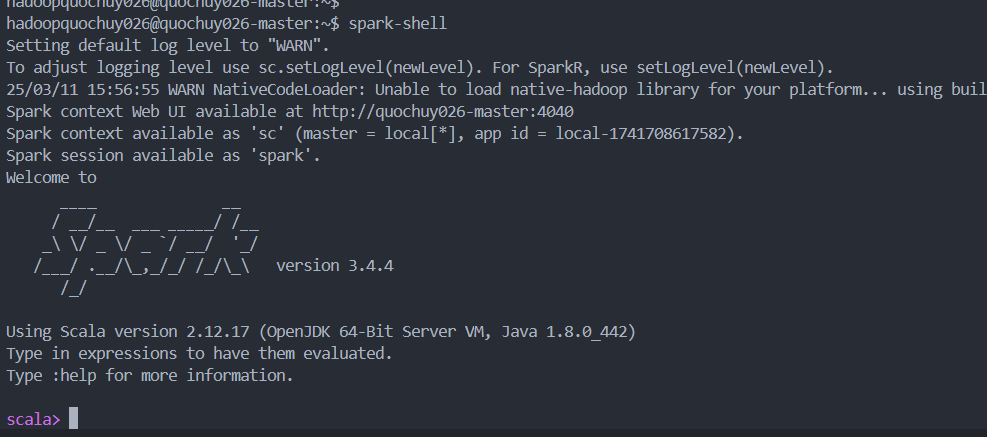 hadoopquochuy026@quochuy026-master:~$
hadoopquochuy026@quochuy026-master:~$ spark-shell
Setting default log level to "WARN".
To adjust logging level use sc.setLogLevel(newLevel). For SparkR, use setLogLevel(newLevel).
25/03/11 15:56:55 WARN NativeCodeLoader: Unable to load native-hadoop library for your platform... using buil
Spark context Web UI available at http://quochuy026-master:4040
Spark context available as 'sc' (master = local[*], app id = local-1741708617582).
Spark session available as 'spark'.
Welcome to
      ____              __
     / __/__  ___ _____/ /__
    _\ \/ _ \/ _ `/ __/  '_/
   /___/ .__/\_,_/_/ /_/\_\   version 3.4.4
      /_/
Using Scala version 2.12.17 (OpenJDK 64-Bit Server VM, Java 1.8.0_442)
Type in expressions to have them evaluated.
Type :help for more information.
scala>